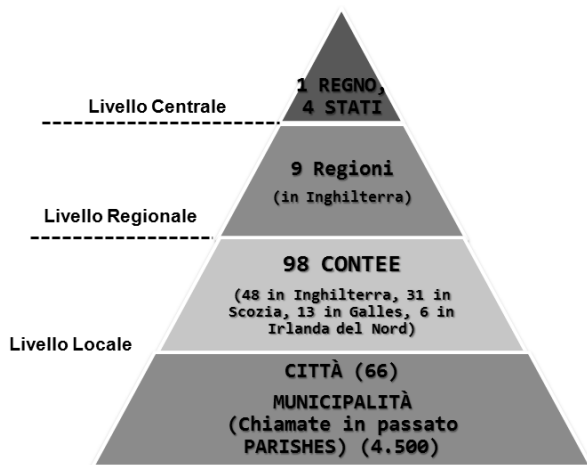 1 REGNO,
4 STATI
Livello Centrale
9 Regioni
(in Inghilterra)
Livello Regionale
98 CONTEE
(48 in Inghilterra, 31 in
Scozia, 13 in Galles, 6 in
Irlanda del Nord)
Livello Locale
CITTÀ (66)
MUNICIPALITÀ
(Chiamate in passato
PARISHES) (4.500)